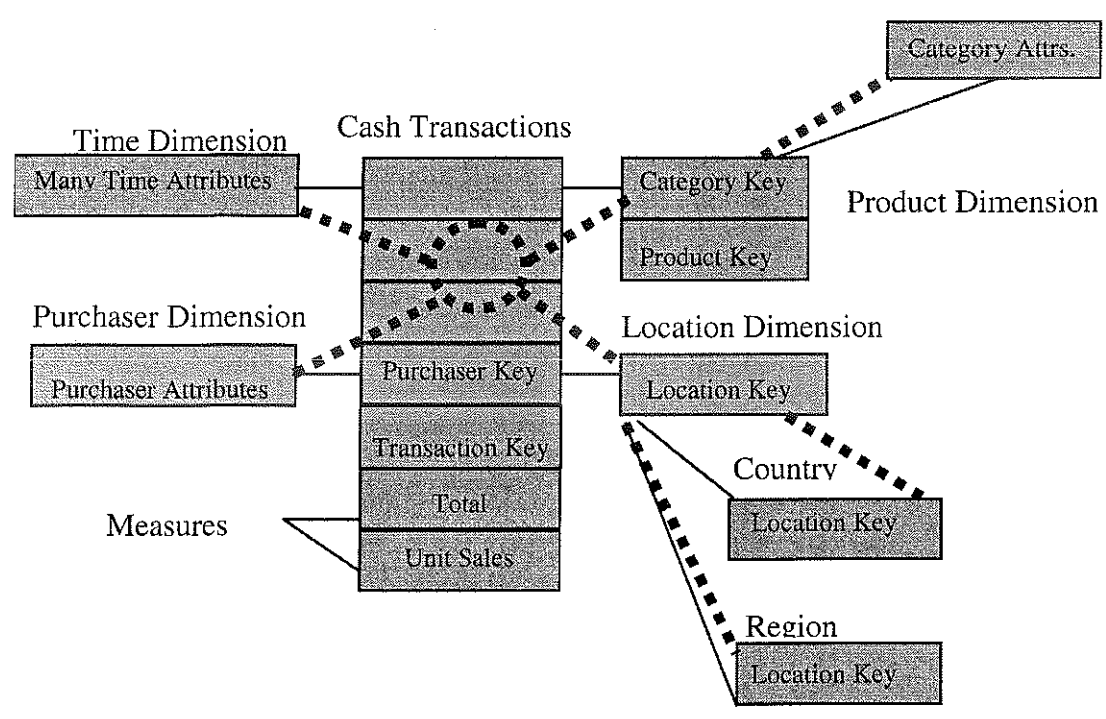 Category Attrs.
Time Dimension
Cash Transactions
Many Time Attributes
Category Key
Product Dimension
Product Key
Purchaser Dimension
Location Dimension
Purchaser Attributes
Purchaser Key
Location Key
Transaction Key
Country
Total
Location Key
Measures
Unit Sales
Region
Location Key